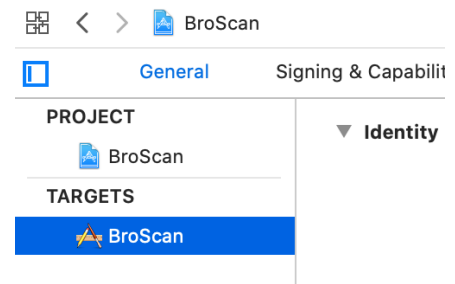 BroScan
General Signing & Capabilit
PROJECT
Identity
BroScan
TARGETS
BroScan